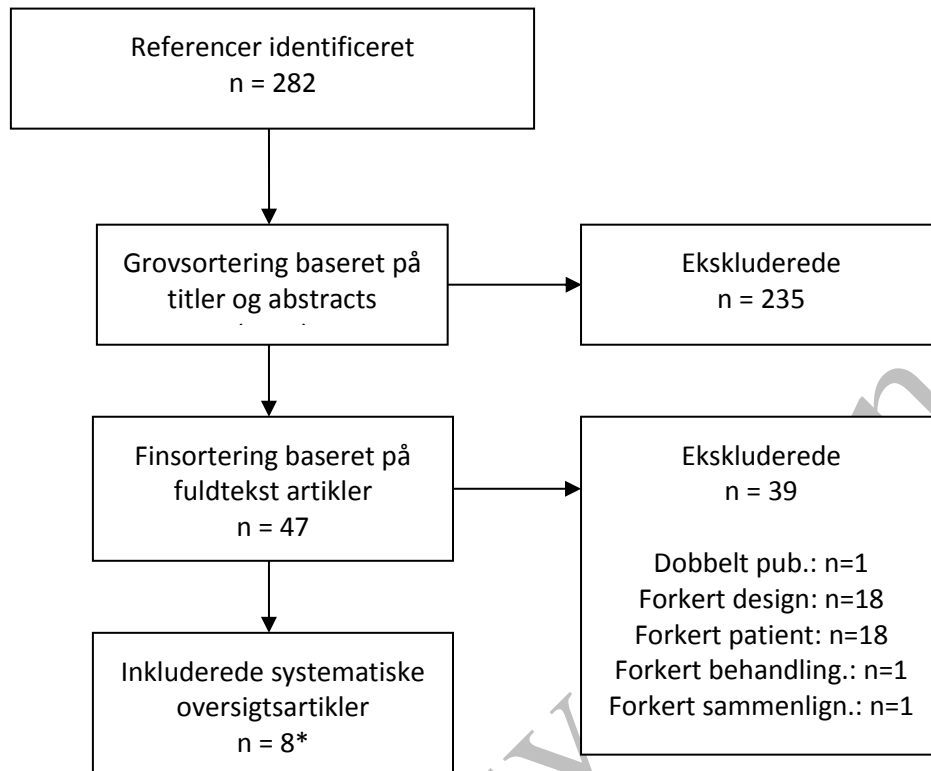 Referencer identificeret
n = 282
Grovsortering baseret på
titler og abstracts
Ekskluderede
n = 235
Finsortering baseret på
fuldtekst artikler
n = 47
Ekskluderede
n = 39
Dobbelt pub.: n=1
Forkert design: n=18
Forkert patient: n=18
Forkert behandling.: n=1
Forkert sammenlign.: n=1
Inkluderede systematiske
oversigtsartikler
n = 8*